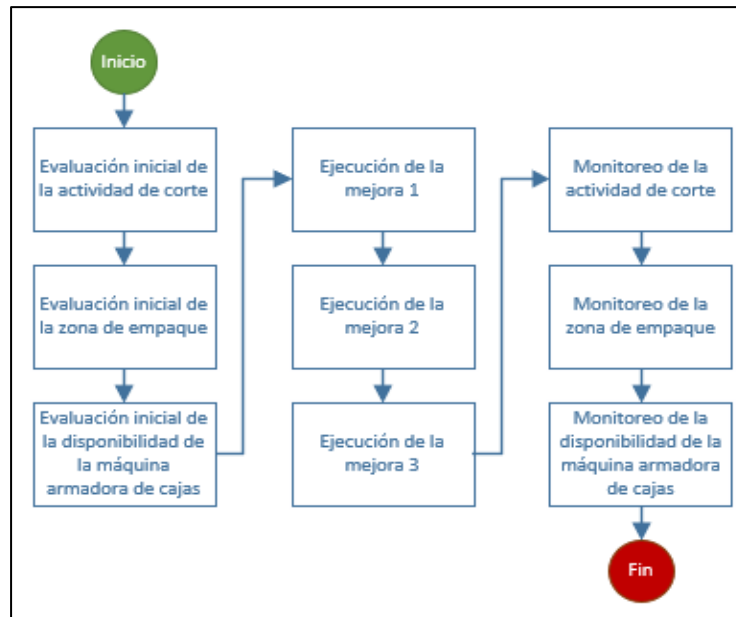 Inicio
Evaluación inicial de
la actividad de corte
Evaluación inicial de
la zona de empaque
Evaluación inicial de
la disponibilidad de
la máquina
armadora de cajas
Ejecución de la
mejora 1
Ejecución de la
mejora 2
Ejecución de la
mejora 3
Monitoreo de la
actividad de corte
Monitoreo de la
zona de empaque
Monitoreo de la
disponibilidad de la
máquina armadora
de cajas
Fin